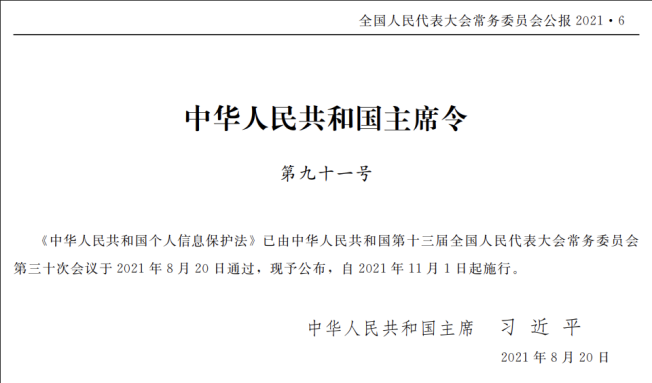 全国人民代表大会常务委员会公报 2021·6
中华人民共和国主席令
第九十一号
《中华人民共和国个人信息保护法》已由中华人民共和国第十三届全国人民代表大会常务委员会
第三十次会议于 2021 年 8 月 20 日通过，现予公布，自 2021 年 11 月 1 日起施行。
中华人民共和国主席 习 近 平
2021 年 8 月 20 日